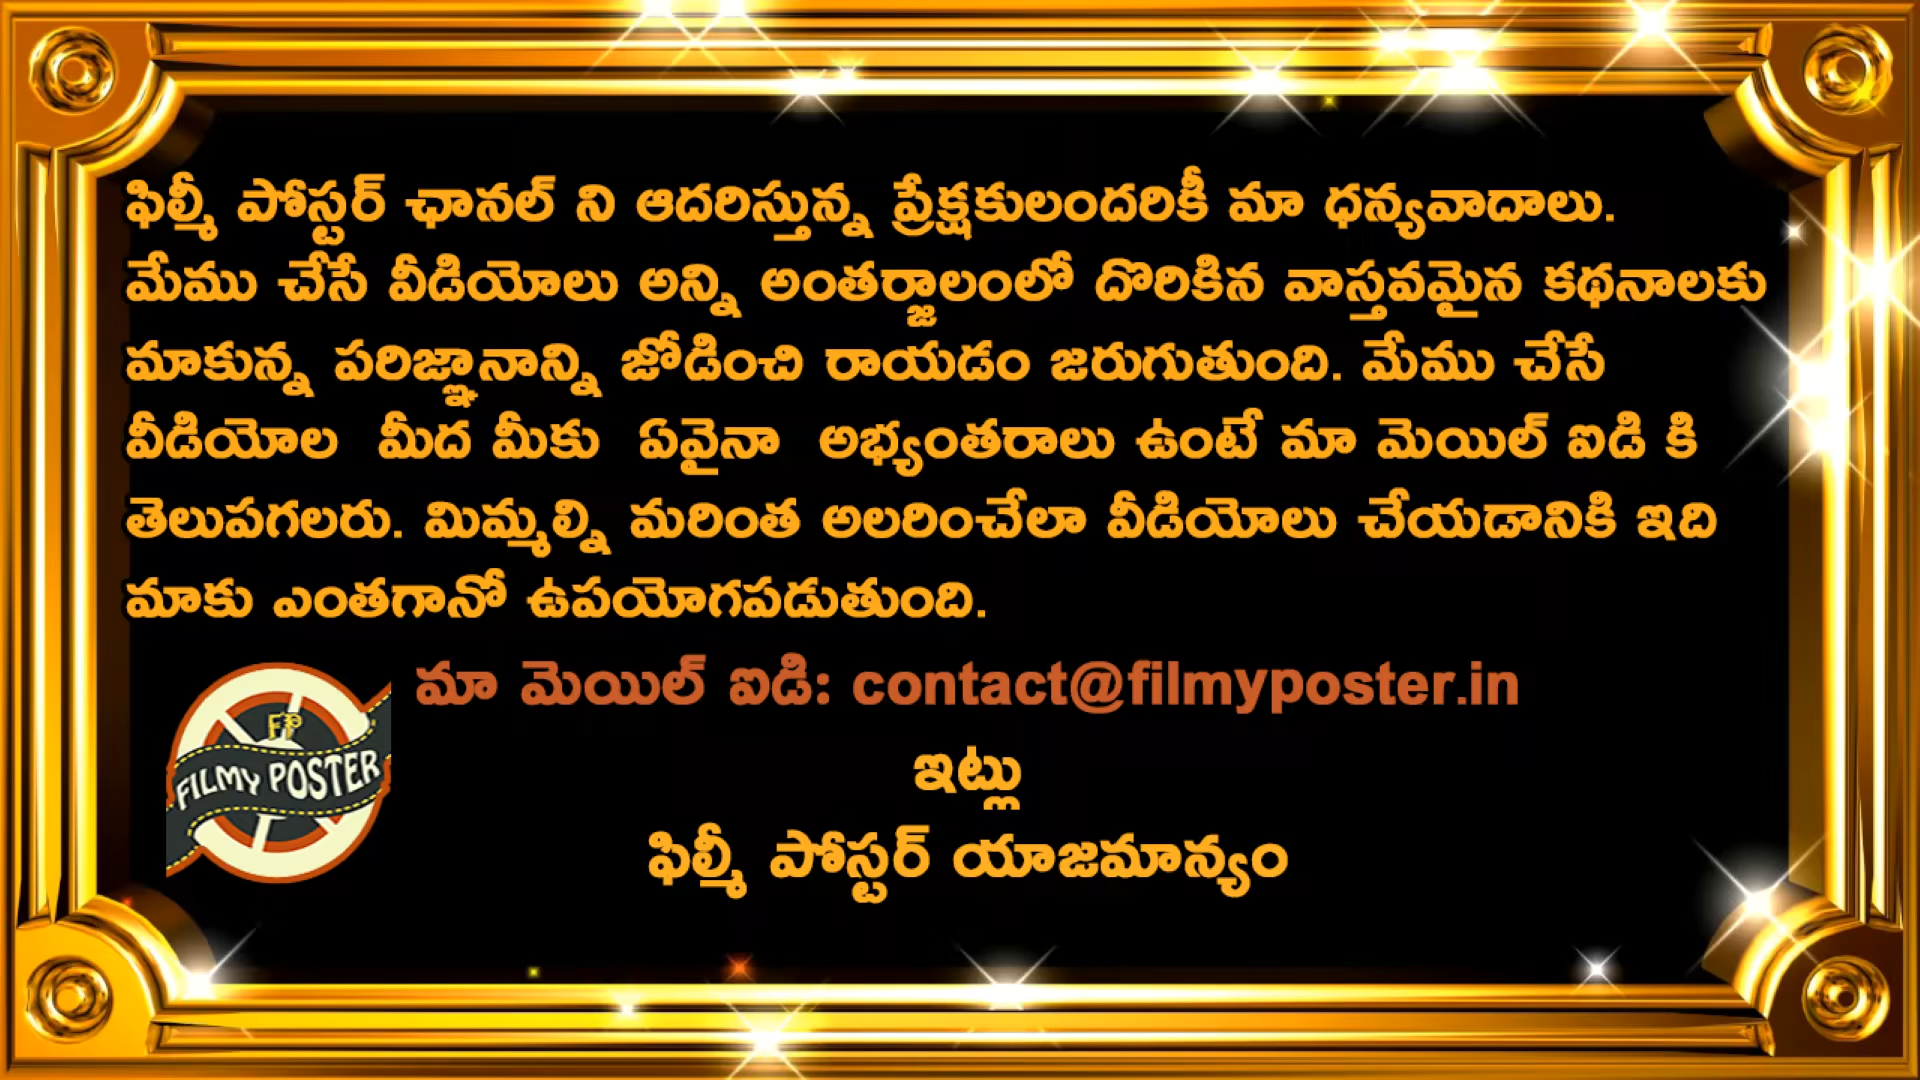 ఫిల్మీ పోస్టర్ ఛానల్ ని ఆదరిస్తున్న ప్రేక్షకులందరికీ మా ధన్యవాదాలు.
మేము చేసే వీడియోలు అన్ని అంతర్జాలంలో దొరికిన వాస్తవమైన కథనాలకు
మాకున్న పరిజ్ఞానాన్ని జోడించి రాయడం జరుగుతుంది. మేము చేసే
వీడియోల మీద మీకు ఏవైనా అభ్యంతరాలు ఉంటే మా మెయిల్ ఐడి కి
తెలుపగలరు. మిమ్మల్ని మరింత అలరించేలా వీడియోలు చేయడానికి ఇది
మాకు ఎంతగానో ఉపయోగపడుతుంది.
మా మెయిల్ ఐడి: contact@filmyposter.in
FP
FILMY POSTER
ఇట్లు
ఫిల్మీ పోస్టర్ యాజమాన్యం